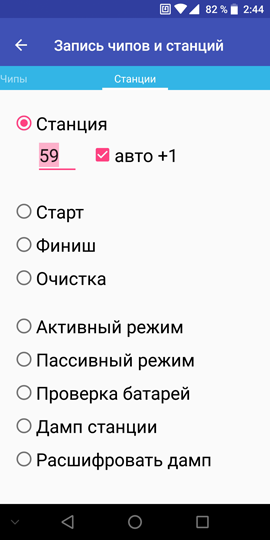 82 % 2:44
Запись чипов и станций
Чипы Станции
Станция
59 авто +1
Старт
Финиш
Очистка
Активный режим
Пассивный режим
Проверка батарей
Дамп станции
Расшифровать дамп